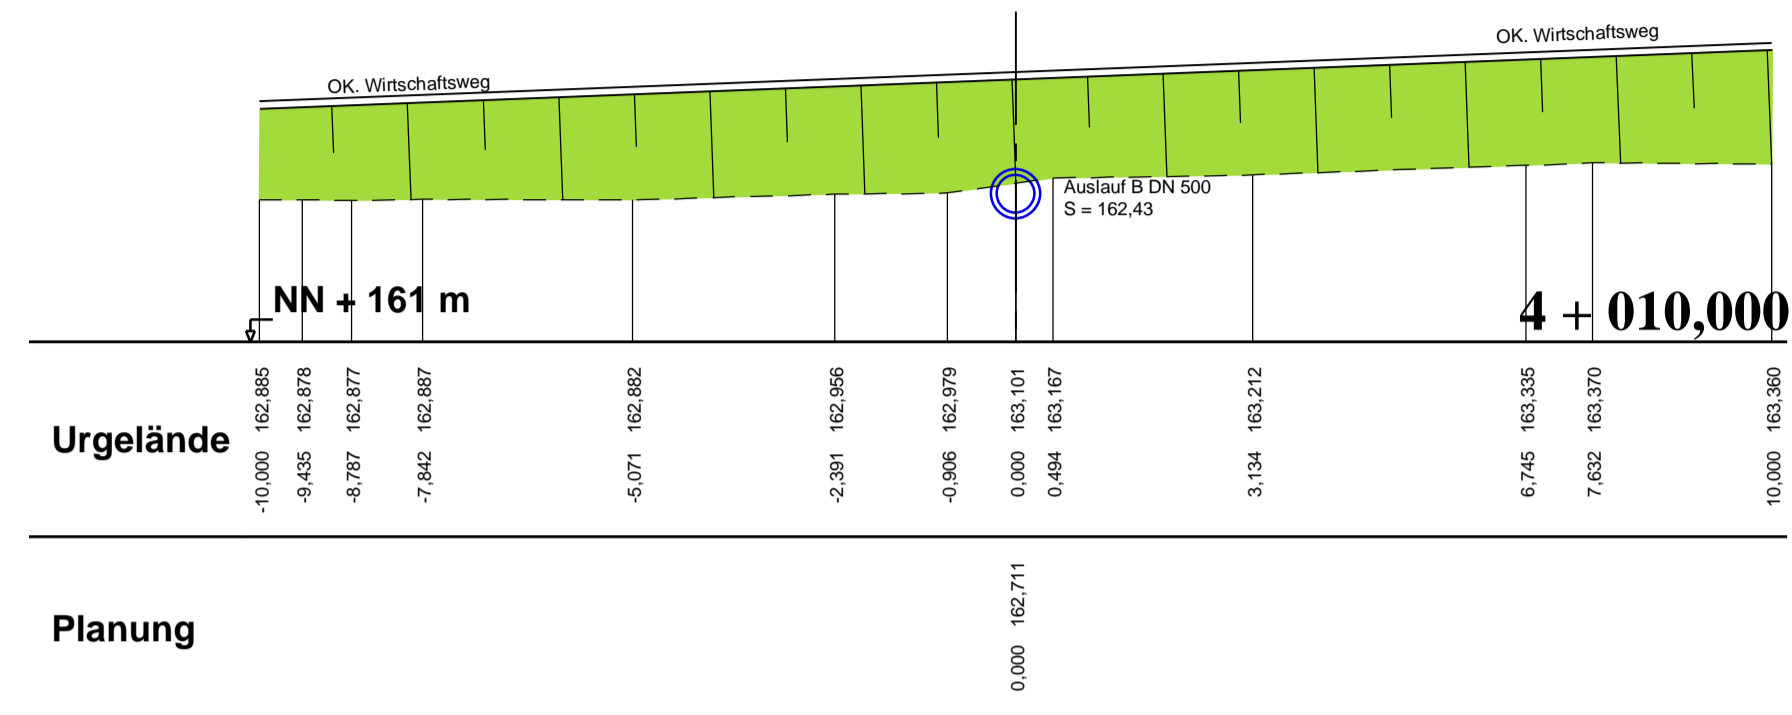 OK. Wirtschaftsweg
OK. Wirtschaftsweg
Auslauf B DN 500
S = 162,43
NN + 161 m
4 + 010,000
Urgelände
-10,000 162,885
-9,435 162,878
-8,787 162,877
-7,842 162,887
-5,071 162,882
-2,391 162,956
-0,906 162,979
0,000 163,101
0,494 163,167
3,134 163,212
6,745 163,335
7,632 163,370
10,000 163,360
Planung
0,000 162,711